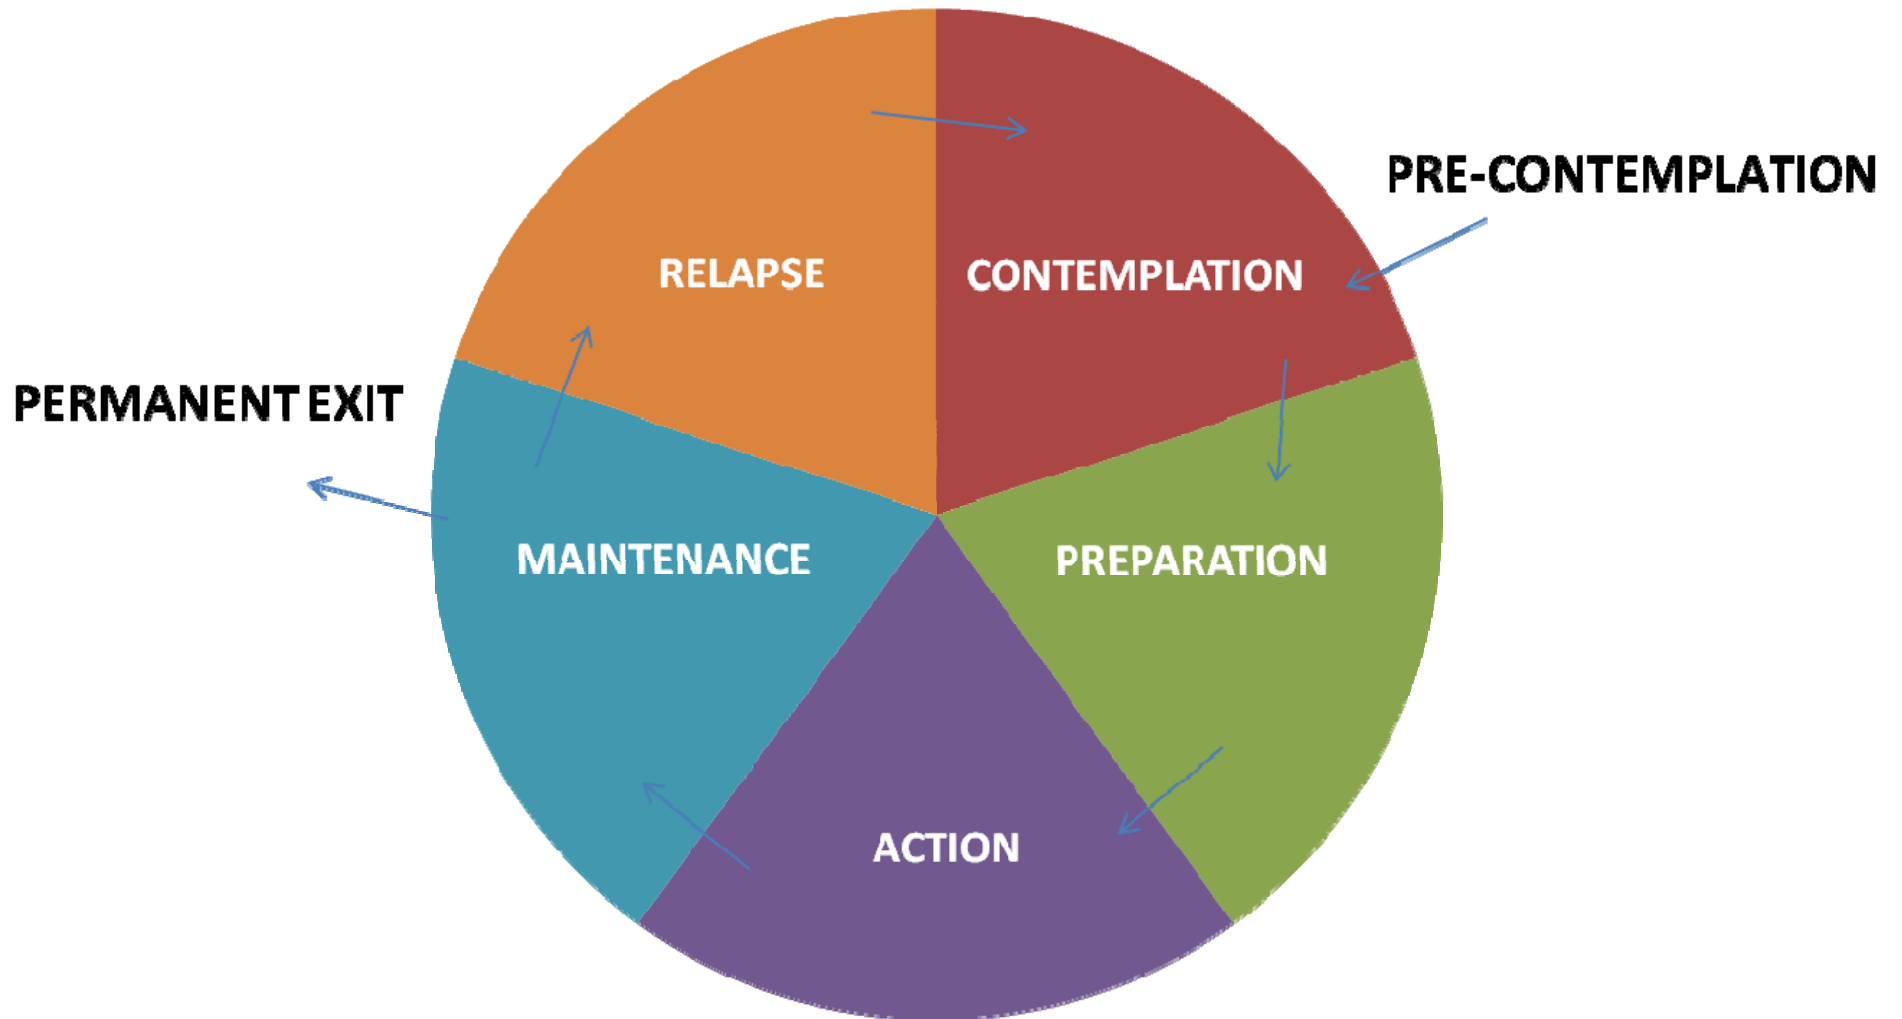 PRE-CONTEMPLATION
RELAPSE
CONTEMPLATION
PERMANENT EXIT
MAINTENANCE
PREPARATION
ACTION